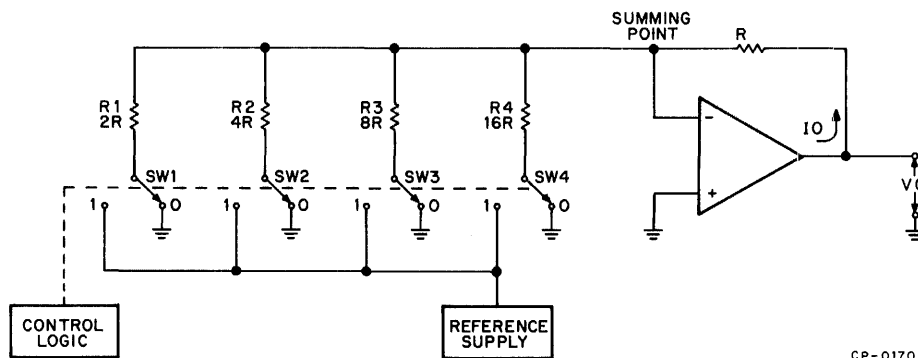 SUMMING
POINT
R
R1
2R
R2
4R
R3
8R
R4
16R
-
IO
+
SW1
SW2
SW3
SW4
1
0
1
0
1
0
1
0
CONTROL
LOGIC
REFERENCE
SUPPLY
CP-0170